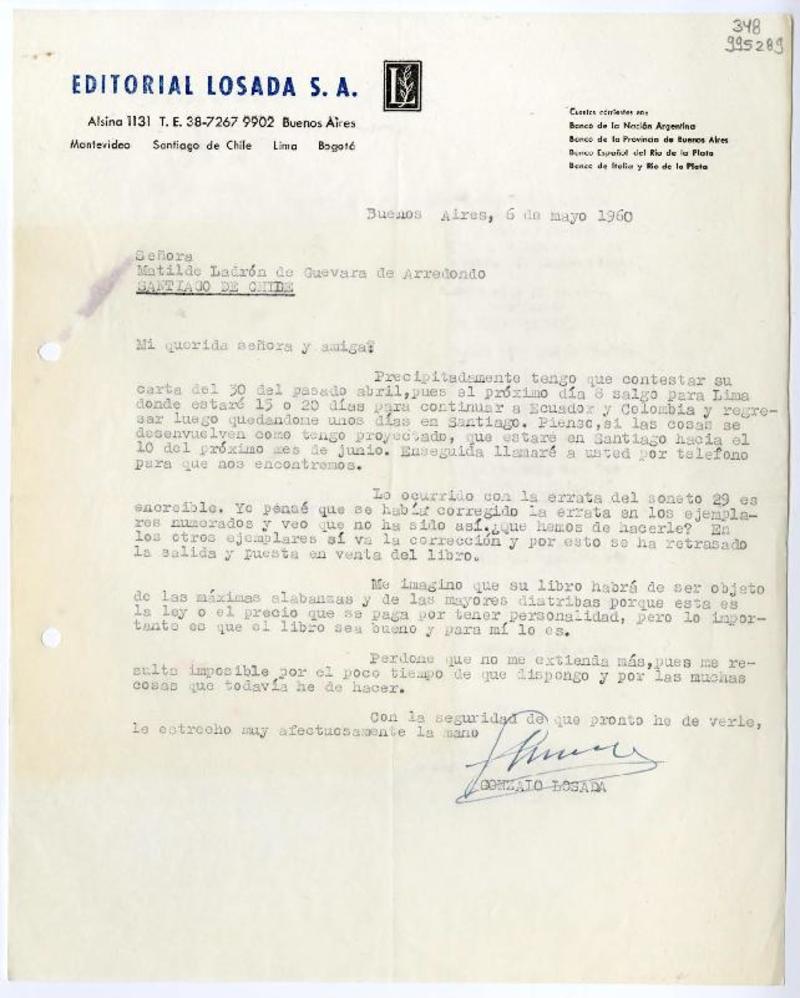 348
995289
EDITORIAL LOSADA S. A.
Alsina 1131 T. E. 38-7267 9902 Buenos Aires
Montevideo Santiago de Chile Lima Bogotá
Cuentas corrientes en:
Banco de la Nación Argentina
Banco de la Provincia de Buenos Aires
Banco Español del Río de la Plata
Banco de Italia y Río de la Plata
Buenos Aires, 6 de mayo 1960
Señora
Matilde Ladrón de Guevara de Arredondo
SANTIAGO DE CHILE
Mi querida señora y amiga:
Precipitadamente tengo que contestar su
carta del 30 del pasado abril,pues el próximo día 8 salgo para Lima
donde estaré 15 o 20 días para continuar a Ecuador y Colombia y regre-
sar luego quedandome unos días en Santiago. Pienso,si las cosas se
desenvuelven como tengo proyectado, que estare en Santiago hacia el
10 del próximo mes de junio. Enseguida llamaré a usted por telefono
para que nos encontremos.
Lo ocurrido con la errata del soneto 29 es
encreible. Yo pensé que se había corregido la errata en los ejempla-
res numerados y veo que no ha sido así.¿que hemos de hacerle? En
los otros ejemplares sí va la corrección y por esto se ha retrasado
la salida y puesta en venta del libro.
Me imagino que su libro habrá de ser objeto
de las máximas alabanzas y de las mayores diatribas porque esta es
la ley o el precio que se paga por tener personalidad, pero lo impor-
tante es que el libro sea bueno y para mí lo es.
Perdone que no me extienda más,pues me re-
sulta imposible por el poco tiempo de que dispongo y por las muchas
cosas que todavía he de hacer.
Con la seguridad de que pronto he de verle,
le estrecho muy afectuosamente la mano
GONZALO LOSADA